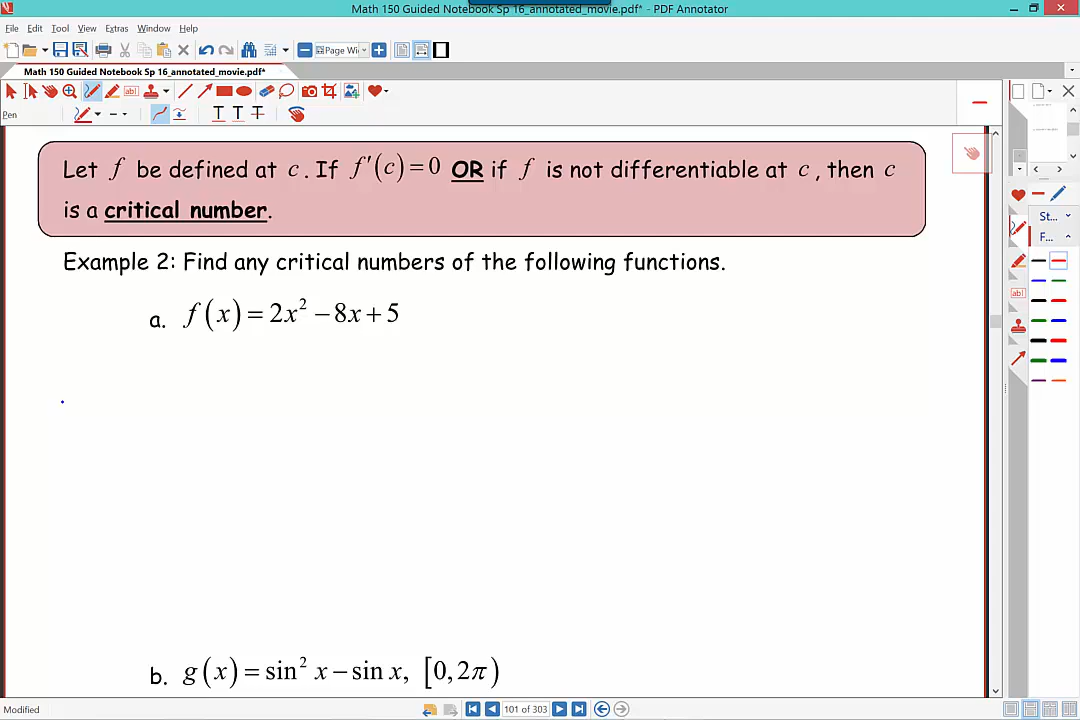 Math 150 Guided Notebook Sp 16_annotated_movie.pdf* - PDF Annotator
File Edit Tool View Extras Window Help
Page Wi
Math 150 Guided Notebook Sp 16_annotated_movie.pdf*
Pen
Let f be defined at c. If f′(c)=0 OR if f is not differentiable at c, then c
is a critical number.
Example 2: Find any critical numbers of the following functions.
a. f(x)=2x²−8x+5
b. g(x)=sin² x−sin x, [0,2π)
St...
F...
Modified
101 of 303